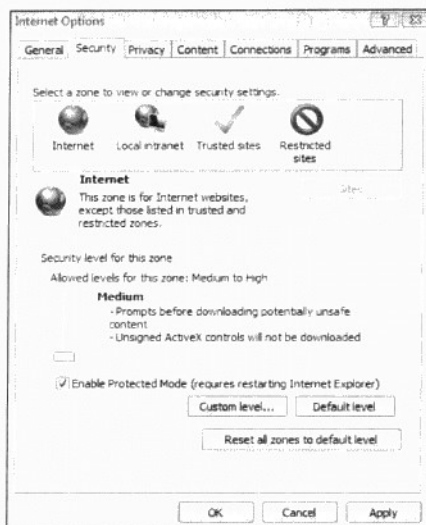 Internet Options
General Security Privacy Content Connections Programs Advanced
Select a zone to view or change security settings.
Internet Local intranet Trusted sites Restricted
sites
Internet
Sites
This zone is for Internet websites,
except those listed in trusted and
restricted zones.
Security level for this zone
Allowed levels for this zone: Medium to High
Medium
- Prompts before downloading potentially unsafe
content
- Unsigned ActiveX controls will not be downloaded
Enable Protected Mode (requires restarting Internet Explorer)
Custom level... Default level
Reset all zones to default level
OK Cancel Apply